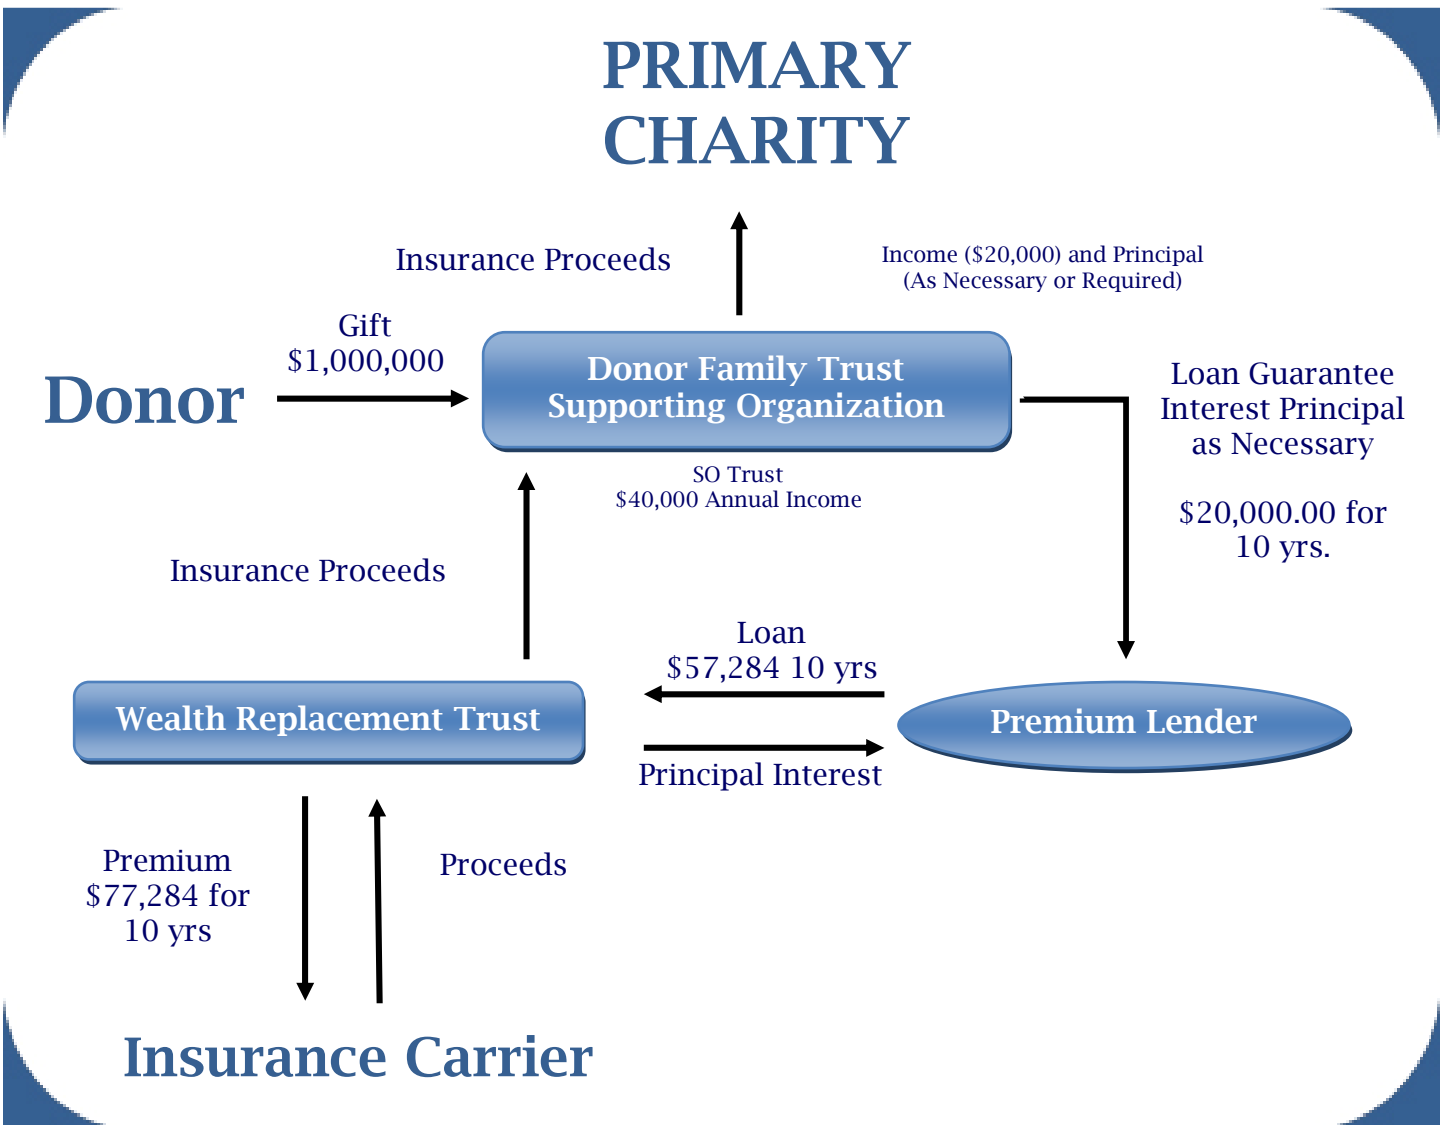 PRIMARY
CHARITY
Insurance Proceeds
Income ($20,000) and Principal
(As Necessary or Required)
Gift
$1,000,000
Donor
Donor Family Trust
Supporting Organization
Loan Guarantee
Interest Principal
as Necessary
$20,000.00 for
10 yrs.
SO Trust
$40,000 Annual Income
Insurance Proceeds
Loan
$57,284 10 yrs
Wealth Replacement Trust
Premium Lender
Principal Interest
Premium
$77,284 for
10 yrs
Proceeds
Insurance Carrier